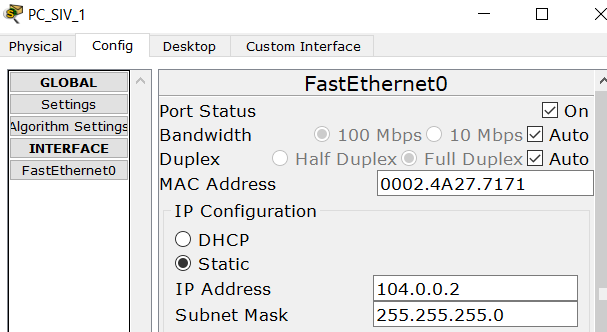 PC_SIV_1
Physical Config Desktop Custom Interface
GLOBAL
Settings
Algorithm Settings
INTERFACE
FastEthernet0
FastEthernet0
Port Status On
Bandwidth 100 Mbps 10 Mbps Auto
Duplex Half Duplex Full Duplex Auto
MAC Address 0002.4A27.7171
IP Configuration
DHCP
Static
IP Address 104.0.0.2
Subnet Mask 255.255.255.0